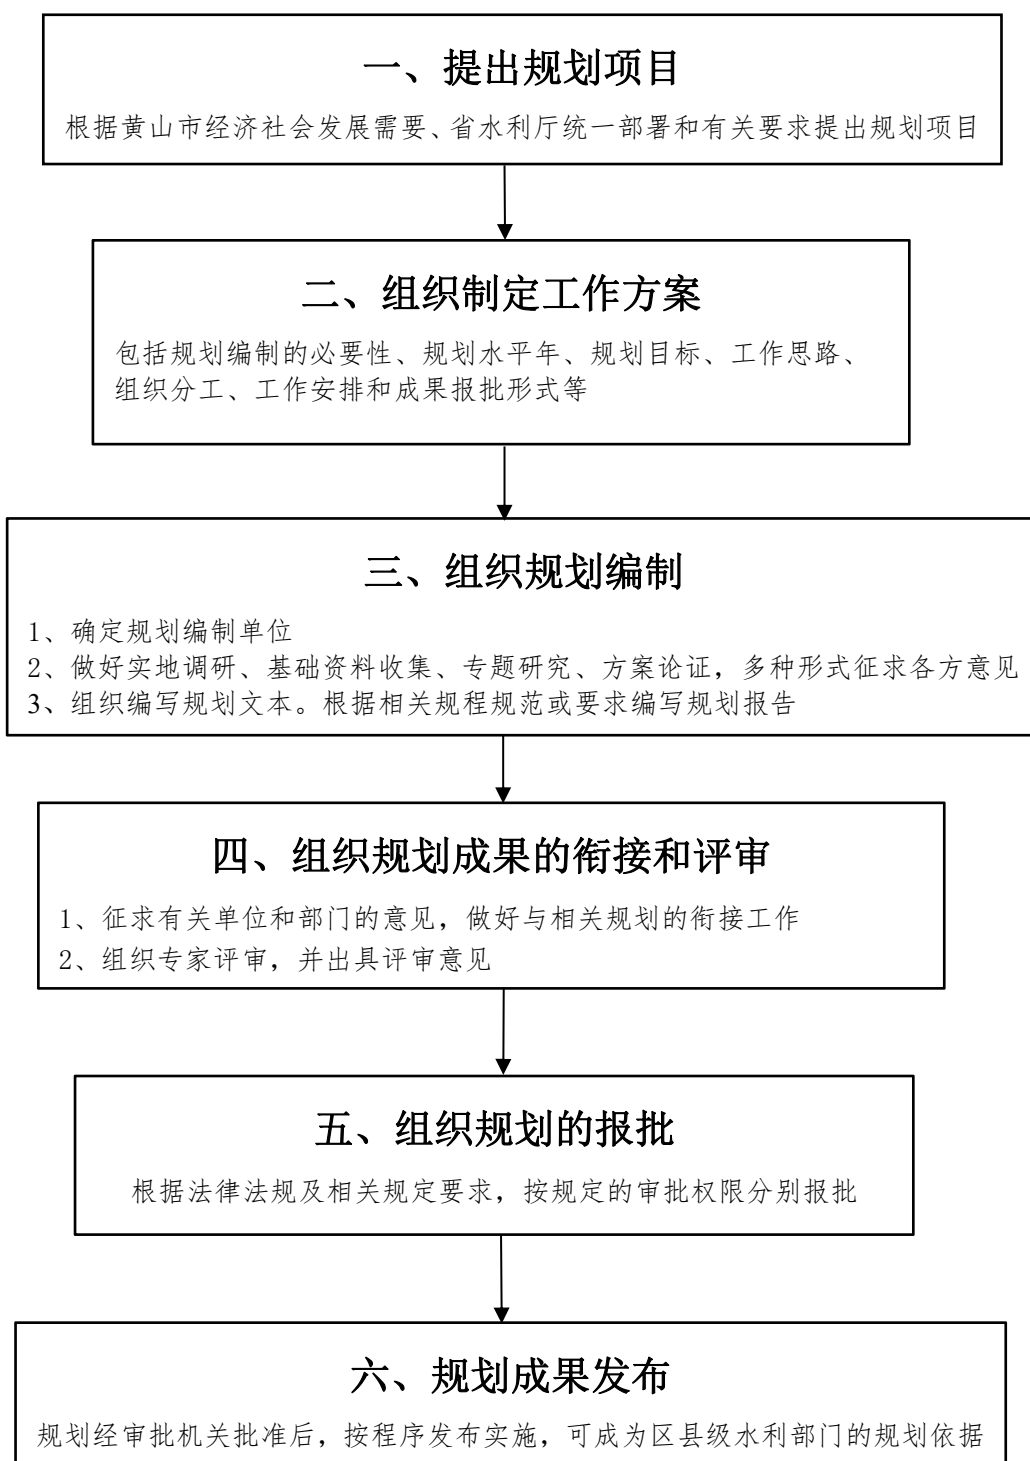 一、提出规划项目
根据黄山市经济社会发展需要、省水利厅统一部署和有关要求提出规划项目
二、组织制定工作方案
包括规划编制的必要性、规划水平年、规划目标、工作思路、
组织分工、工作安排和成果报批形式等
三、组织规划编制
1、确定规划编制单位
2、做好实地调研、基础资料收集、专题研究、方案论证，多种形式征求各方意见
3、组织编写规划文本。根据相关规程规范或要求编写规划报告
四、组织规划成果的衔接和评审
1、征求有关单位和部门的意见，做好与相关规划的衔接工作
2、组织专家评审，并出具评审意见
五、组织规划的报批
根据法律法规及相关规定要求，按规定的审批权限分别报批
六、规划成果发布
规划经审批机关批准后，按程序发布实施，可成为区县级水利部门的规划依据